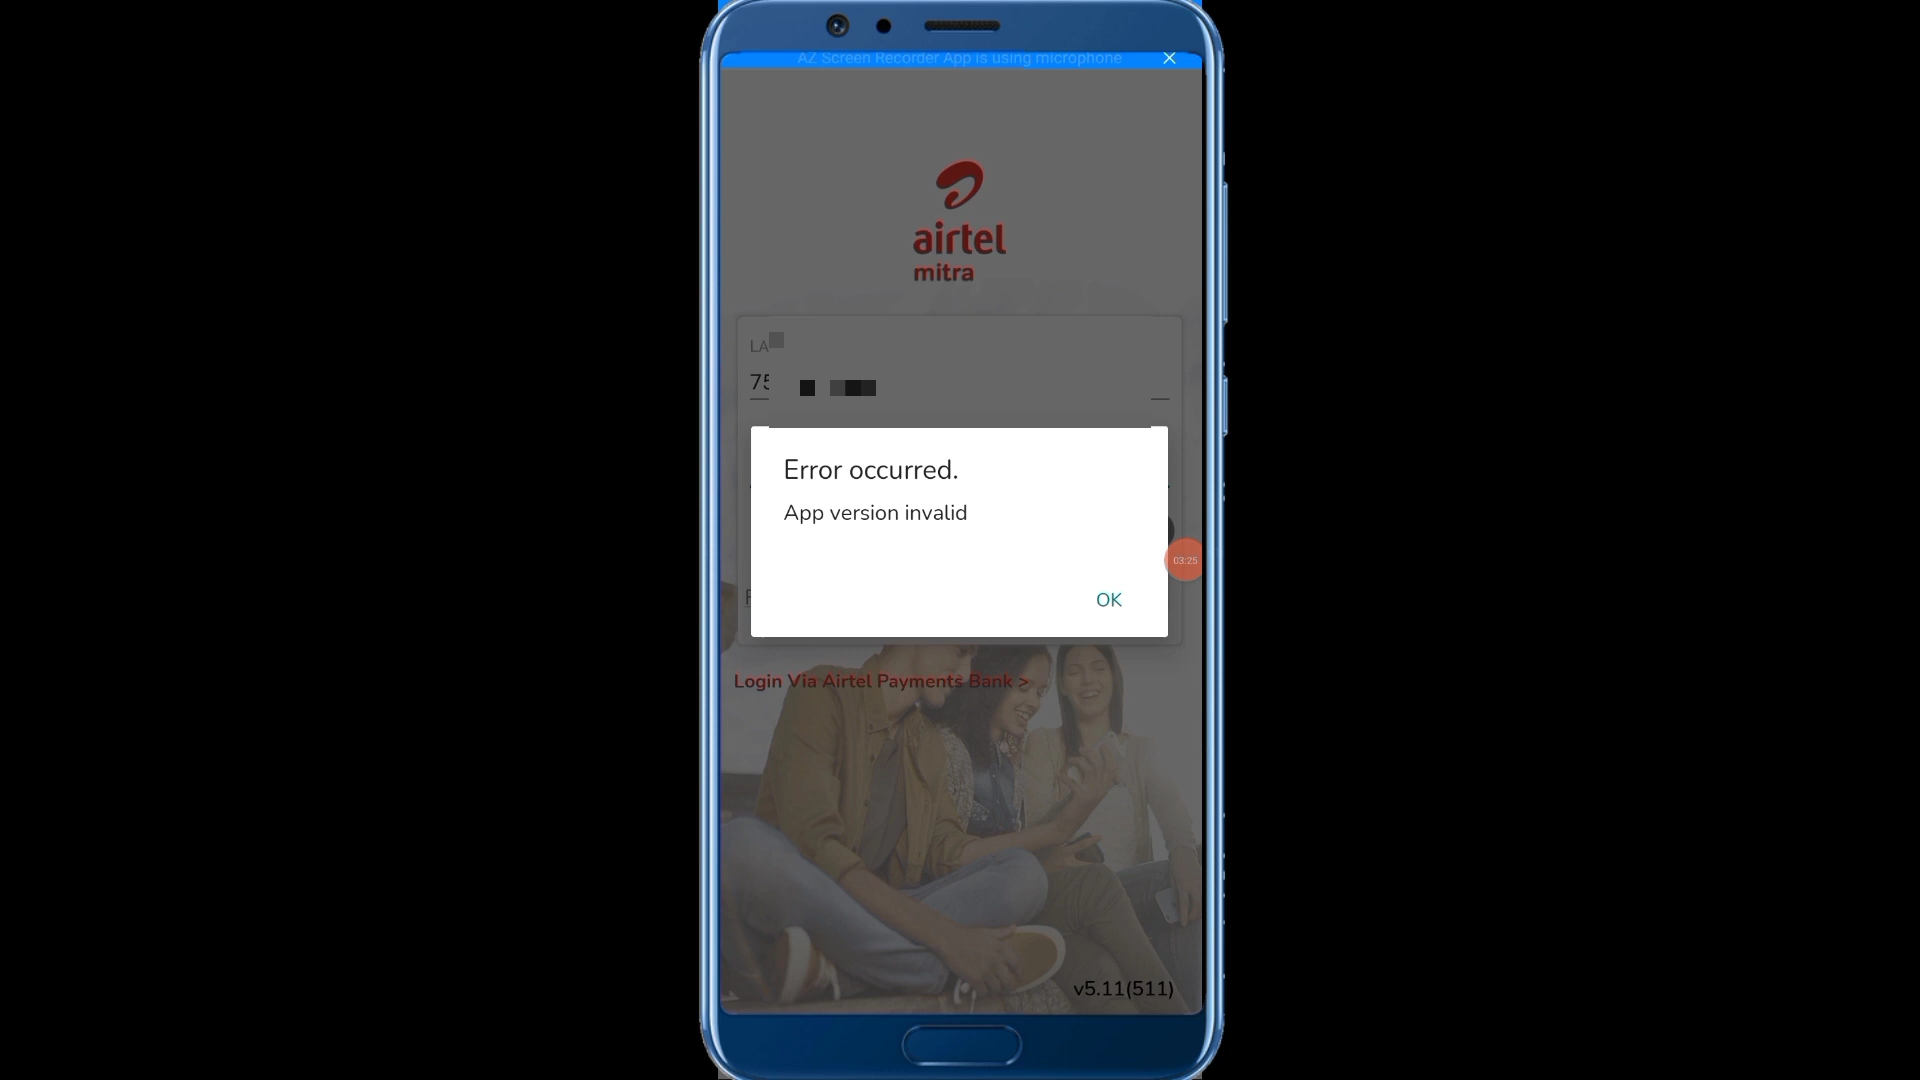 AZ Screen Recorder App is using microphone
airtel
mitra
LA
75
Error occurred.
App version invalid
03:25
OK
Login Via Airtel Payments Bank >
v5.11(511)